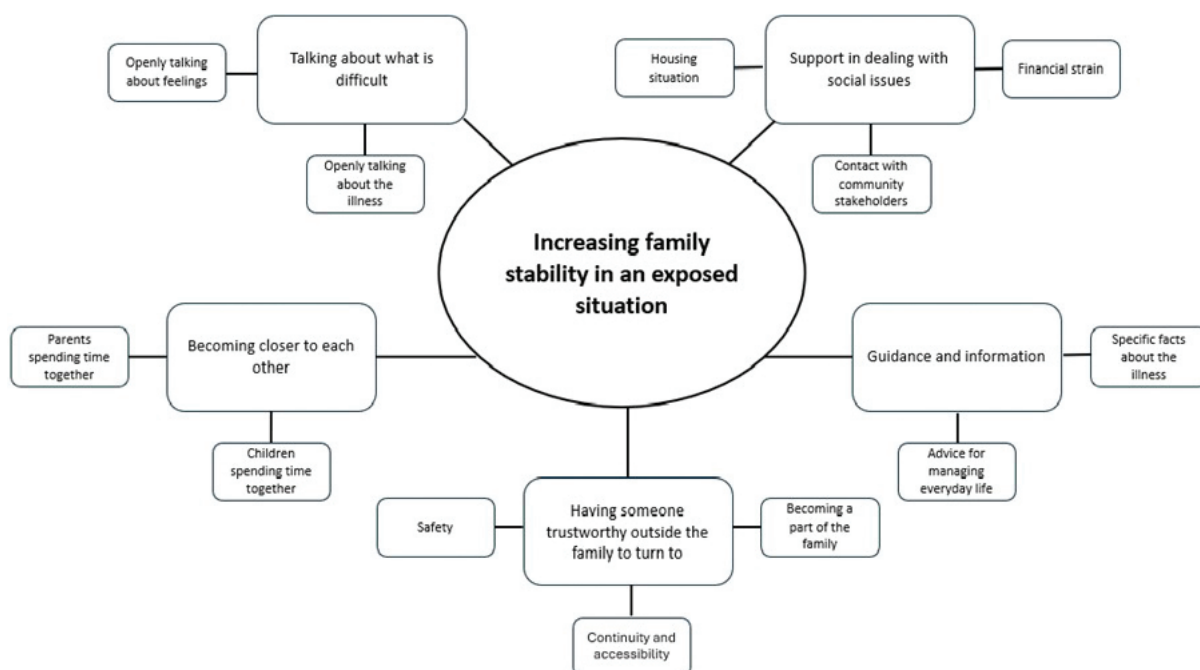 Talking about what is
difficult
Openly talking
about feelings
Openly talking
about the
illness
Support in dealing with
social issues
Housing
situation
Financial strain
Contact with
community
stakeholders
Increasing family
stability in an exposed
situation
Becoming closer to each
other
Parents
spending time
together
Children
spending time
together
Guidance and information
Specific facts
about the
illness
Advice for
managing
everyday life
Having someone
trustworthy outside the
family to turn to
Safety
Becoming a
part of the
family
Continuity and
accessibility